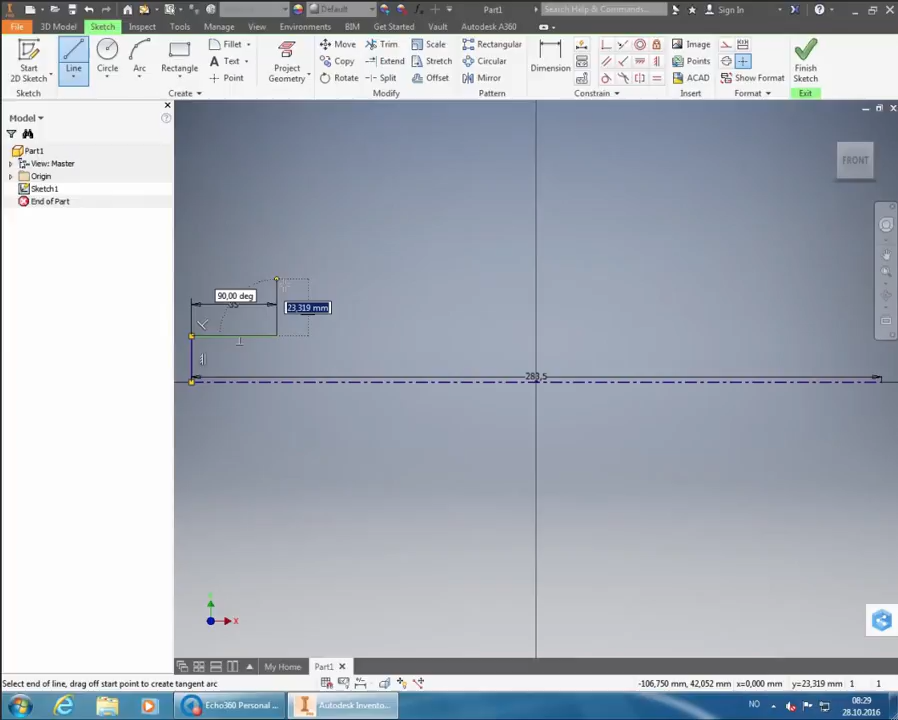 Default
Part1
Search Help & Commands...
Sign In
File 3D Model Sketch Inspect Tools Manage View Environments BIM Get Started Vault Autodesk A360
Start 2D Sketch Line Circle Arc Rectangle Fillet Text Point Project Geometry Move Copy Rotate Trim Extend Split Scale Stretch Offset Rectangular Circular Mirror Dimension Image Points ACAD Show Format Finish Sketch
Sketch Create Modify Pattern Constrain Insert Format Exit
Model
Part1
View: Master
Origin
Sketch1
End of Part
FRONT
90,00 deg
23,319 mm
283,5
X
My Home Part1
Select end of line, drag off start point to create tangent arc
-106,750 mm, 42,052 mm x=0,000 mm y=23,319 mm 1 1
Echo360 Personal ...
Autodesk Invento...
NO
08:29
28.10.2016